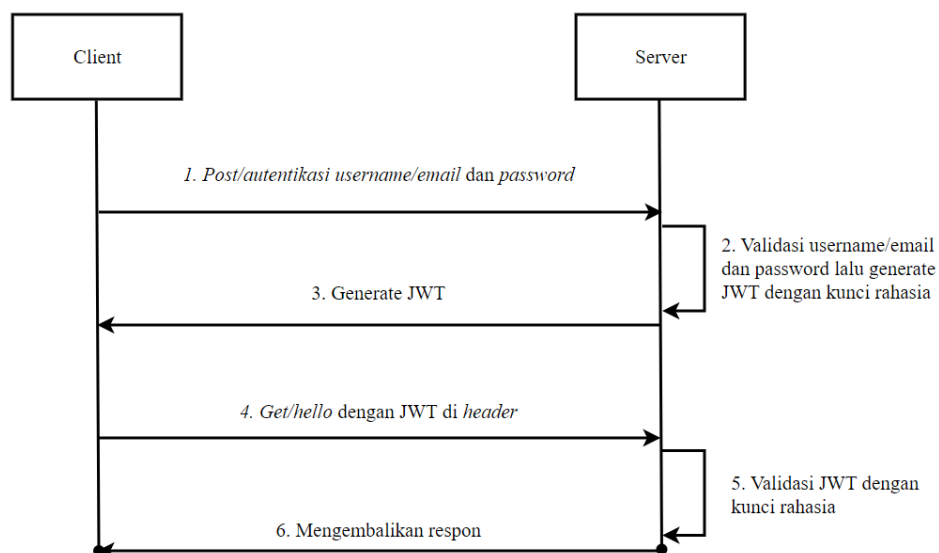 Client
Server
1. Post/autentikasi username/email dan password
2. Validasi username/email
dan password lalu generate
JWT dengan kunci rahasia
3. Generate JWT
4. Get/hello dengan JWT di header
5. Validasi JWT dengan
kunci rahasia
6. Mengembalikan respon